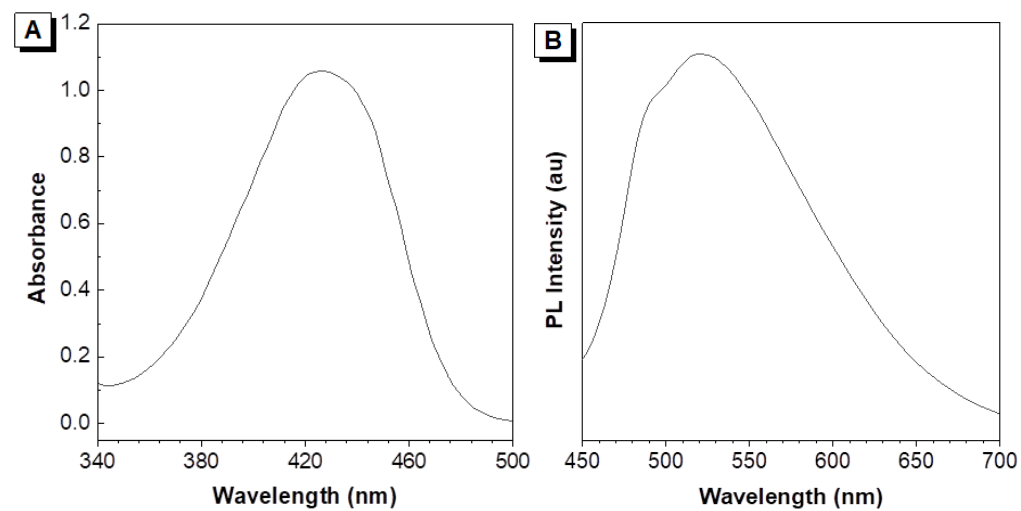 A
1.2
1.0
0.8
0.6
0.4
0.2
0.0
Absorbance
340 380 420 460 500
Wavelength (nm)
B
PL Intensity (au)
450 500 550 600 650 700
Wavelength (nm)